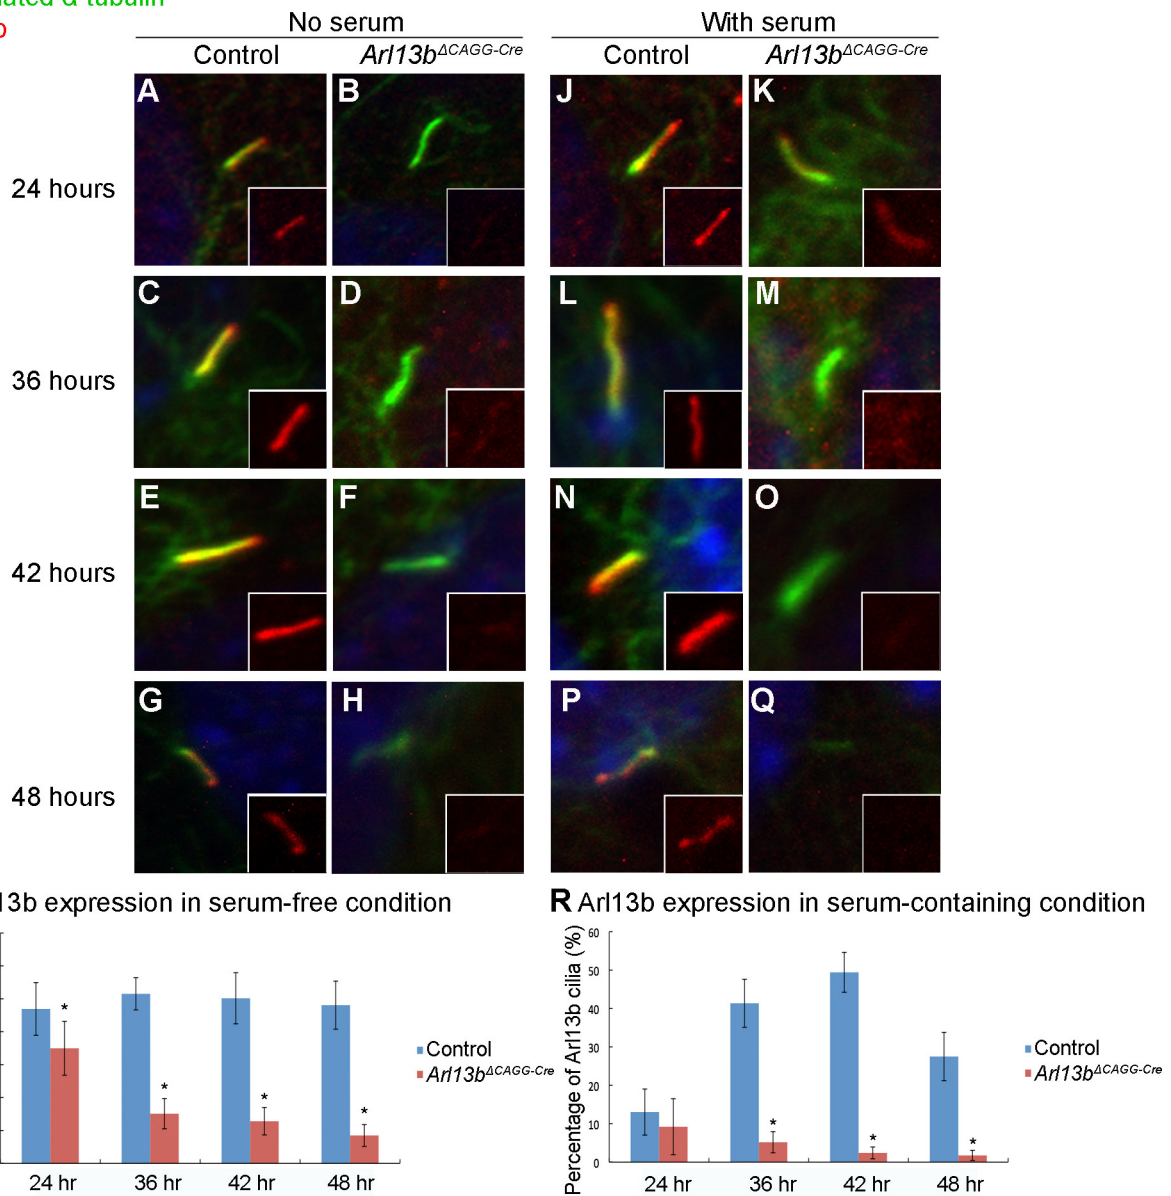 ated α tubulin
No serum
With serum
Control
Arl13bΔCAGG-Cre
Control
Arl13bΔCAGG-Cre
A
B
J
K
24 hours
C
D
L
M
36 hours
E
F
N
O
42 hours
G
H
P
Q
48 hours
13b expression in serum-free condition
R Arl13b expression in serum-containing condition
*
*
*
*
Control
Arl13bΔCAGG-Cre
24 hr
36 hr
42 hr
48 hr
Percentage of Arl13b cilia (%)
60
50
40
30
20
10
0
*
*
*
Control
Arl13bΔCAGG-Cre
24 hr
36 hr
42 hr
48 hr